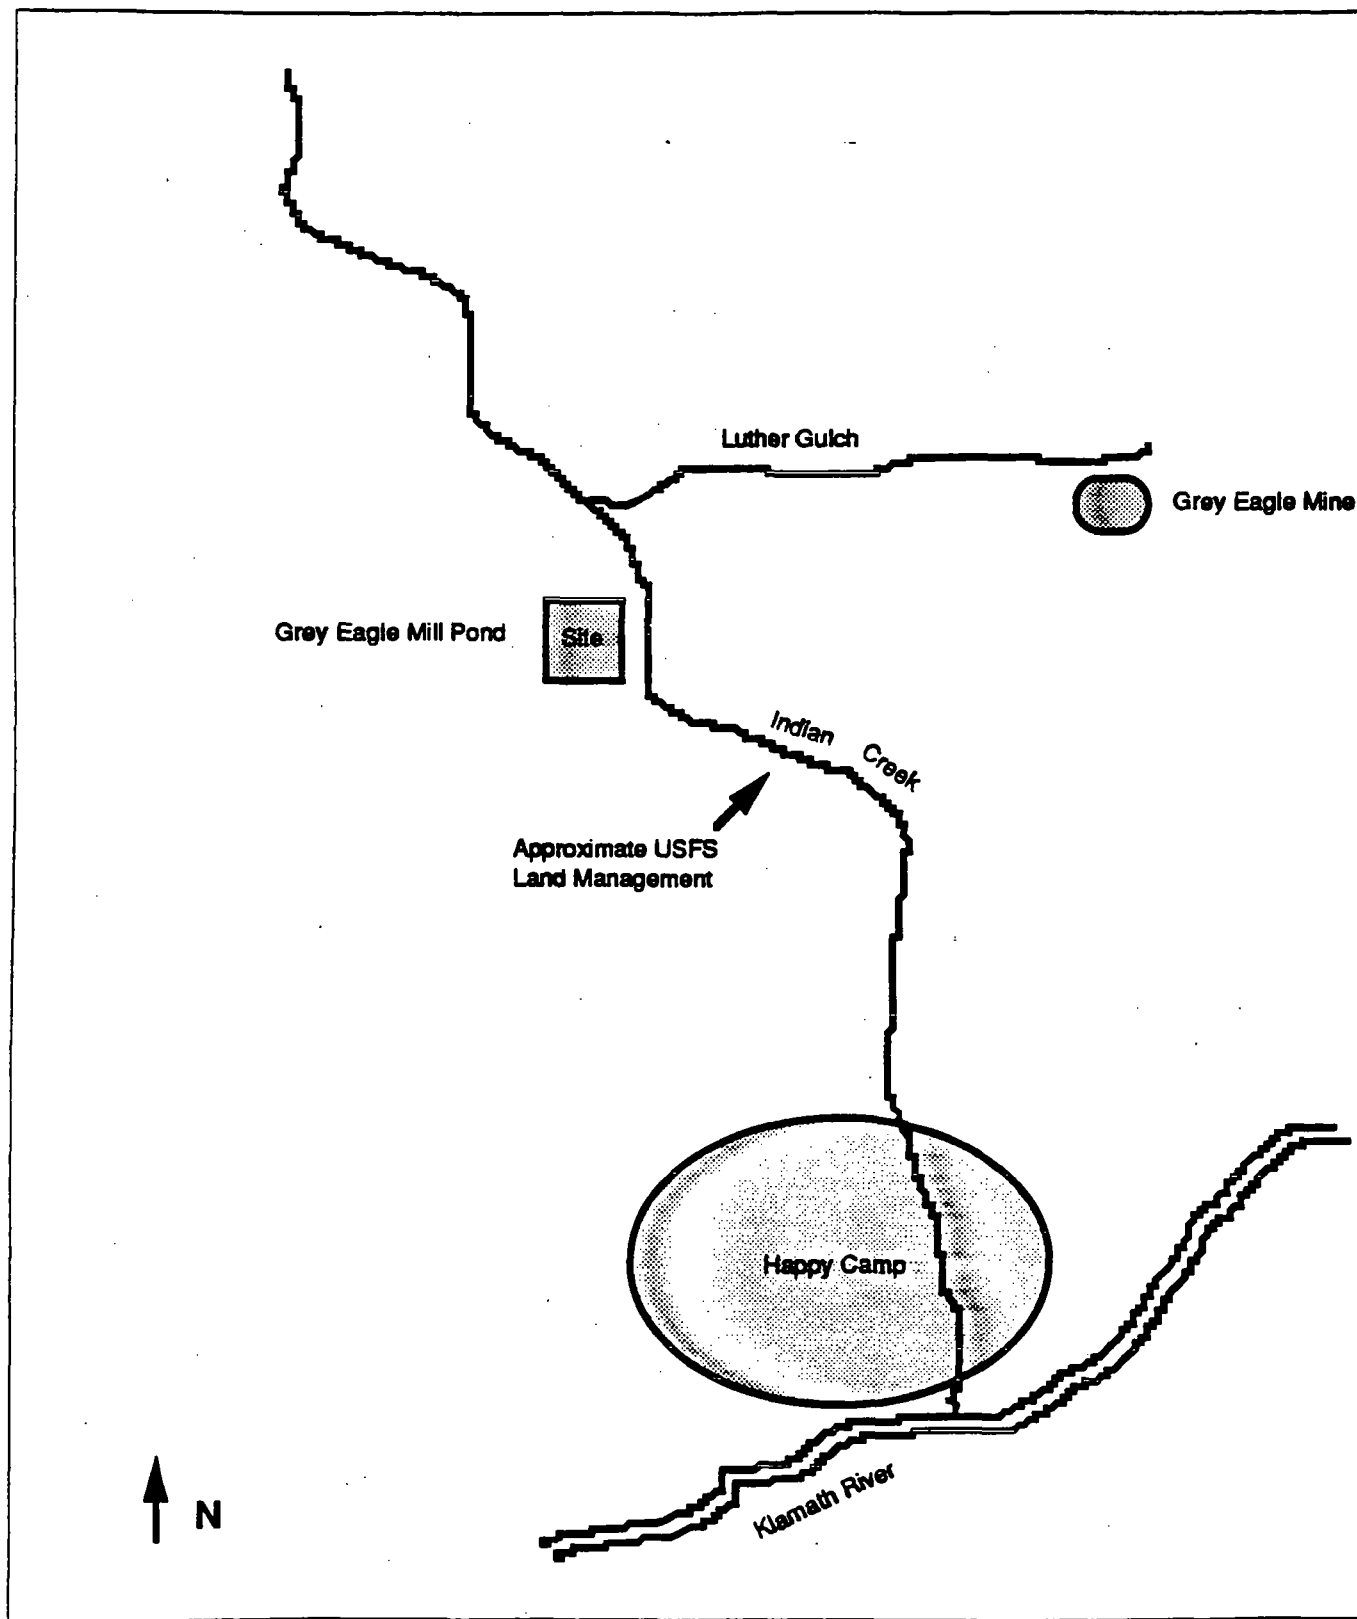 Luther Gulch
Grey Eagle Mine
Grey Eagle Mill Pond
Site
Indian Creek
Approximate USFS
Land Management
Happy Camp
Klamath River
N